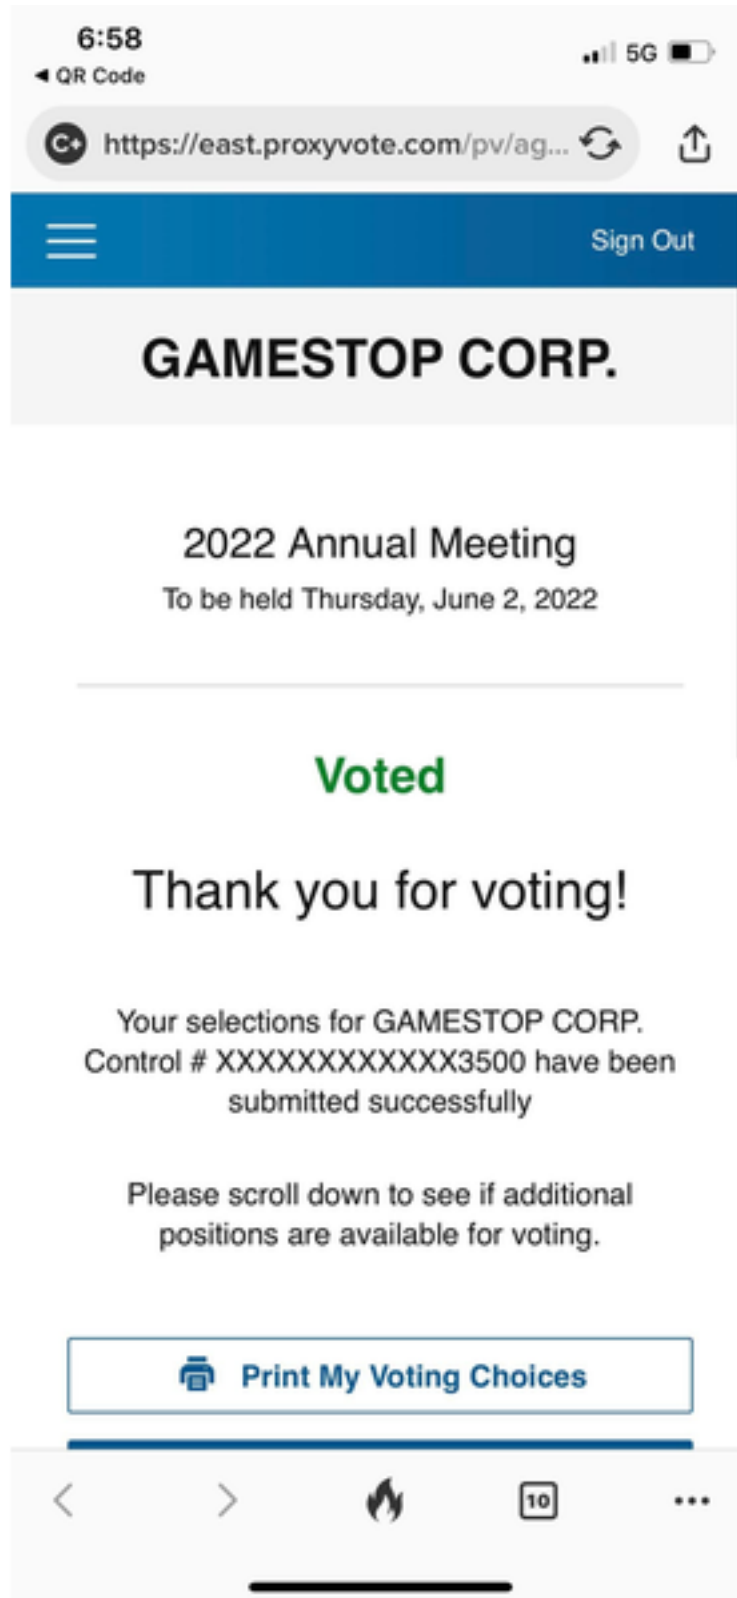 6:58
5G
◀ QR Code
C+ https://east.proxyvote.com/pv/ag...
Sign Out
GAMESTOP CORP.
2022 Annual Meeting
To be held Thursday, June 2, 2022
Voted
Thank you for voting!
Your selections for GAMESTOP CORP.
Control # XXXXXXXXXXXX3500 have been
submitted successfully
Please scroll down to see if additional
positions are available for voting.
Print My Voting Choices
10